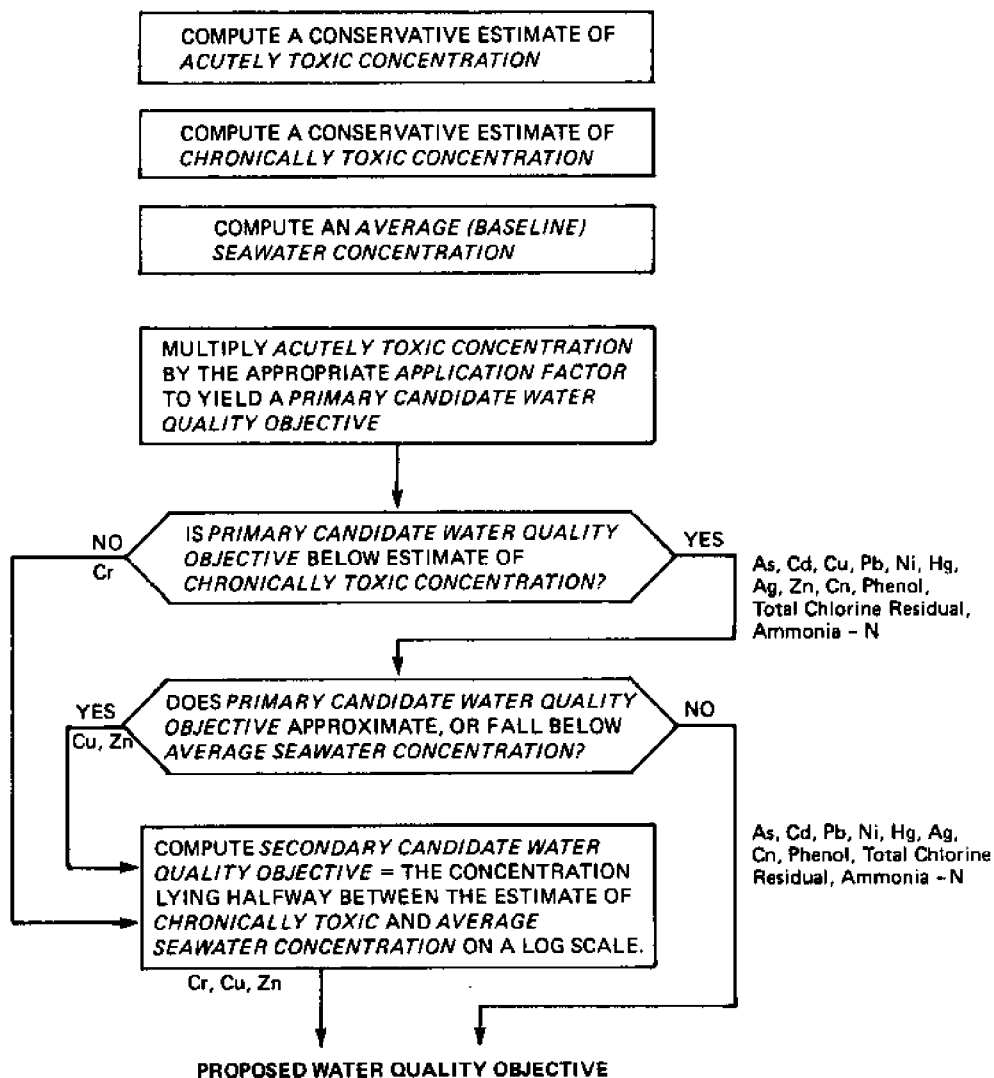 COMPUTE A CONSERVATIVE ESTIMATE OF
ACUTELY TOXIC CONCENTRATION
COMPUTE A CONSERVATIVE ESTIMATE OF
CHRONICALLY TOXIC CONCENTRATION
COMPUTE AN AVERAGE (BASELINE)
SEAWATER CONCENTRATION
MULTIPLY ACUTELY TOXIC CONCENTRATION
BY THE APPROPRIATE APPLICATION FACTOR
TO YIELD A PRIMARY CANDIDATE WATER
QUALITY OBJECTIVE
NO
Cr
IS PRIMARY CANDIDATE WATER QUALITY
OBJECTIVE BELOW ESTIMATE OF
CHRONICALLY TOXIC CONCENTRATION?
YES
As, Cd, Cu, Pb, Ni, Hg,
Ag, Zn, Cn, Phenol,
Total Chlorine Residual,
Ammonia - N
YES
Cu, Zn
DOES PRIMARY CANDIDATE WATER QUALITY
OBJECTIVE APPROXIMATE, OR FALL BELOW
AVERAGE SEAWATER CONCENTRATION?
NO
As, Cd, Pb, Ni, Hg, Ag,
Cn, Phenol, Total Chlorine
Residual, Ammonia - N
COMPUTE SECONDARY CANDIDATE WATER
QUALITY OBJECTIVE = THE CONCENTRATION
LYING HALFWAY BETWEEN THE ESTIMATE OF
CHRONICALLY TOXIC AND AVERAGE
SEAWATER CONCENTRATION ON A LOG SCALE.
Cr, Cu, Zn
PROPOSED WATER QUALITY OBJECTIVE